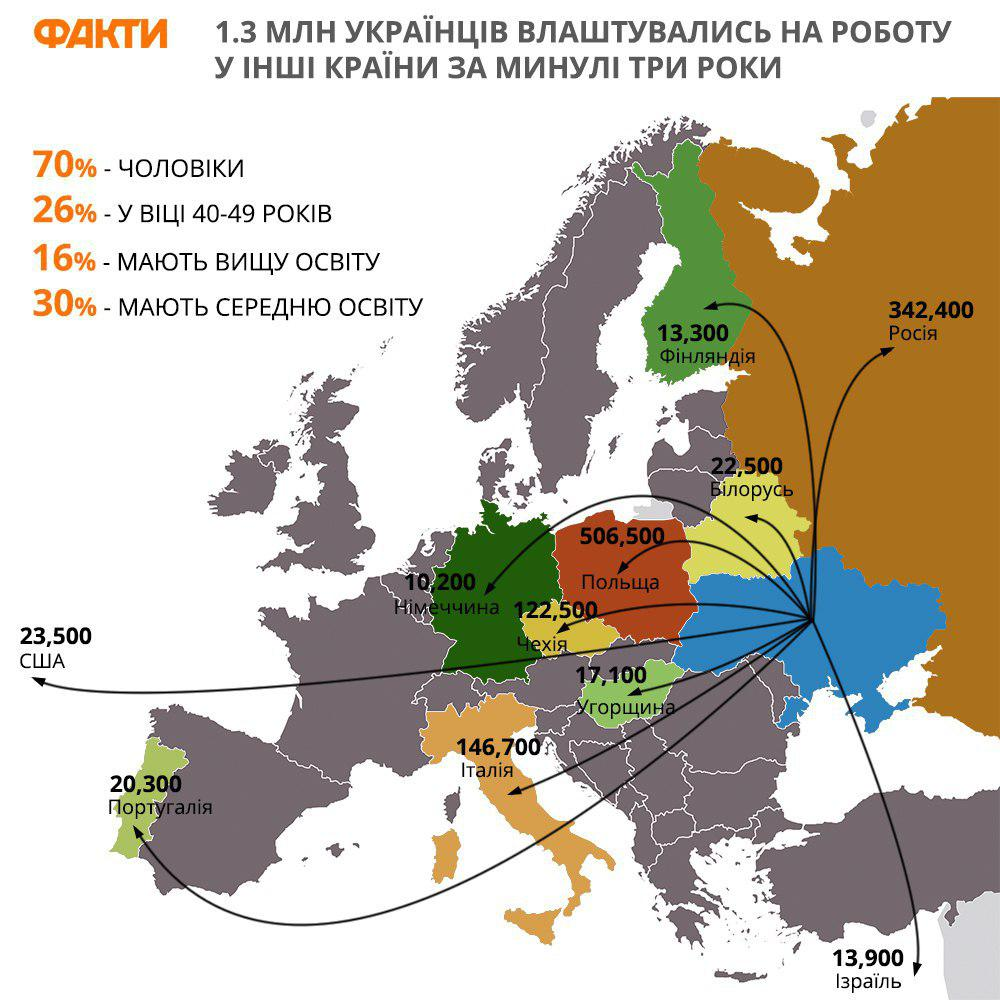 ФАКТИ
1.3 МЛН УКРАЇНЦІВ ВЛАШТУВАЛИСЬ НА РОБОТУ
У ІНШІ КРАЇНИ ЗА МИНУЛІ ТРИ РОКИ
70% - ЧОЛОВІКИ
26% - У ВІЦІ 40-49 РОКІВ
16% - МАЮТЬ ВИЩУ ОСВІТУ
30% - МАЮТЬ СЕРЕДНЮ ОСВІТУ
342,400
Росія
13,300
Фінляндія
22,500
Білорусь
506,500
Польща
10,200
Німеччина
122,500
Чехія
23,500
США
17,100
Угорщина
146,700
Італія
20,300
Португалія
13,900
Ізраїль